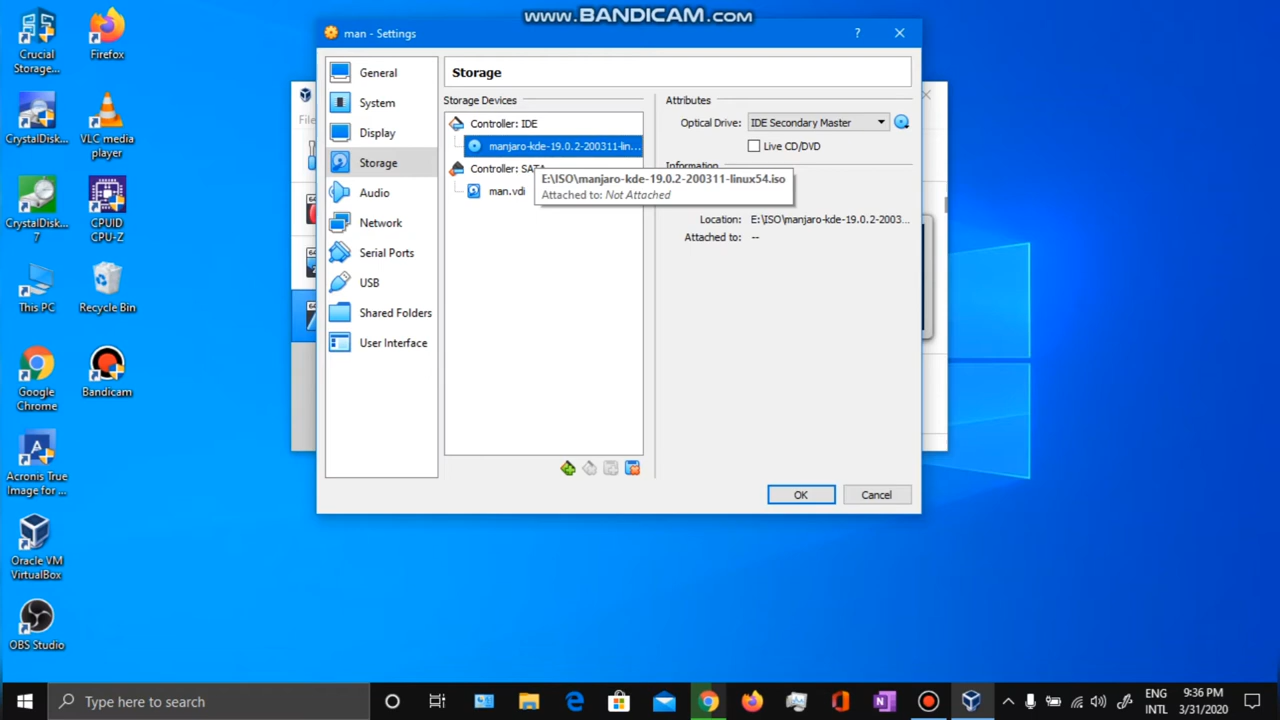 www.BANDICAM.com
Crucial
Storage...
Firefox
CrystalDisk...
VLC media
player
CrystalDisk...
7
CPUID
CPU-Z
This PC
Recycle Bin
Google
Chrome
Bandicam
Acronis True
Image for ...
Oracle VM
VirtualBox
OBS Studio
File
man - Settings
?
General
System
Display
Storage
Audio
Network
Serial Ports
USB
Shared Folders
User Interface
Storage
Storage Devices
Controller: IDE
manjaro-kde-19.0.2-200311-lin...
Controller: SATA
man.vdi
E:\ISO\manjaro-kde-19.0.2-200311-linux54.iso
Attached to: Not Attached
Attributes
Optical Drive: IDE Secondary Master
Live CD/DVD
Information
Location: E:\ISO\manjaro-kde-19.0.2-2003...
Attached to: --
OK
Cancel
Type here to search
ENG
INTL
9:36 PM
3/31/2020